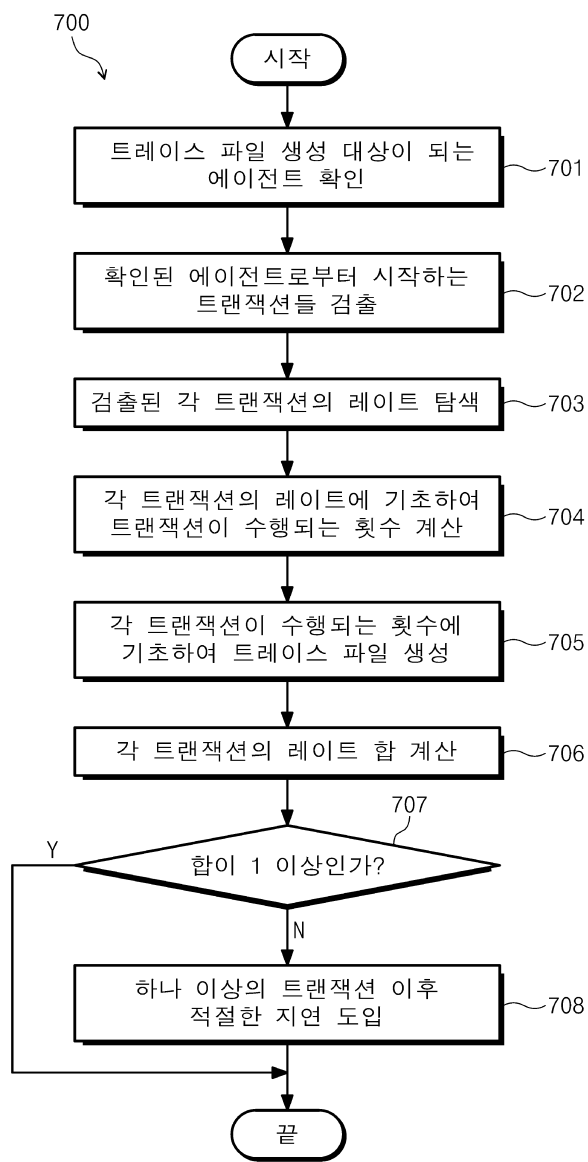 700
시작
트레이스 파일 생성 대상이 되는
에이전트 확인
701
확인된 에이전트로부터 시작하는
트랜잭션들 검출
702
검출된 각 트랜잭션의 레이트 탐색
703
각 트랜잭션의 레이트에 기초하여
트랜잭션이 수행되는 횟수 계산
704
각 트랜잭션이 수행되는 횟수에
기초하여 트레이스 파일 생성
705
각 트랜잭션의 레이트 합 계산
706
707
Y
합이 1 이상인가?
N
하나 이상의 트랜잭션 이후
적절한 지연 도입
708
끝